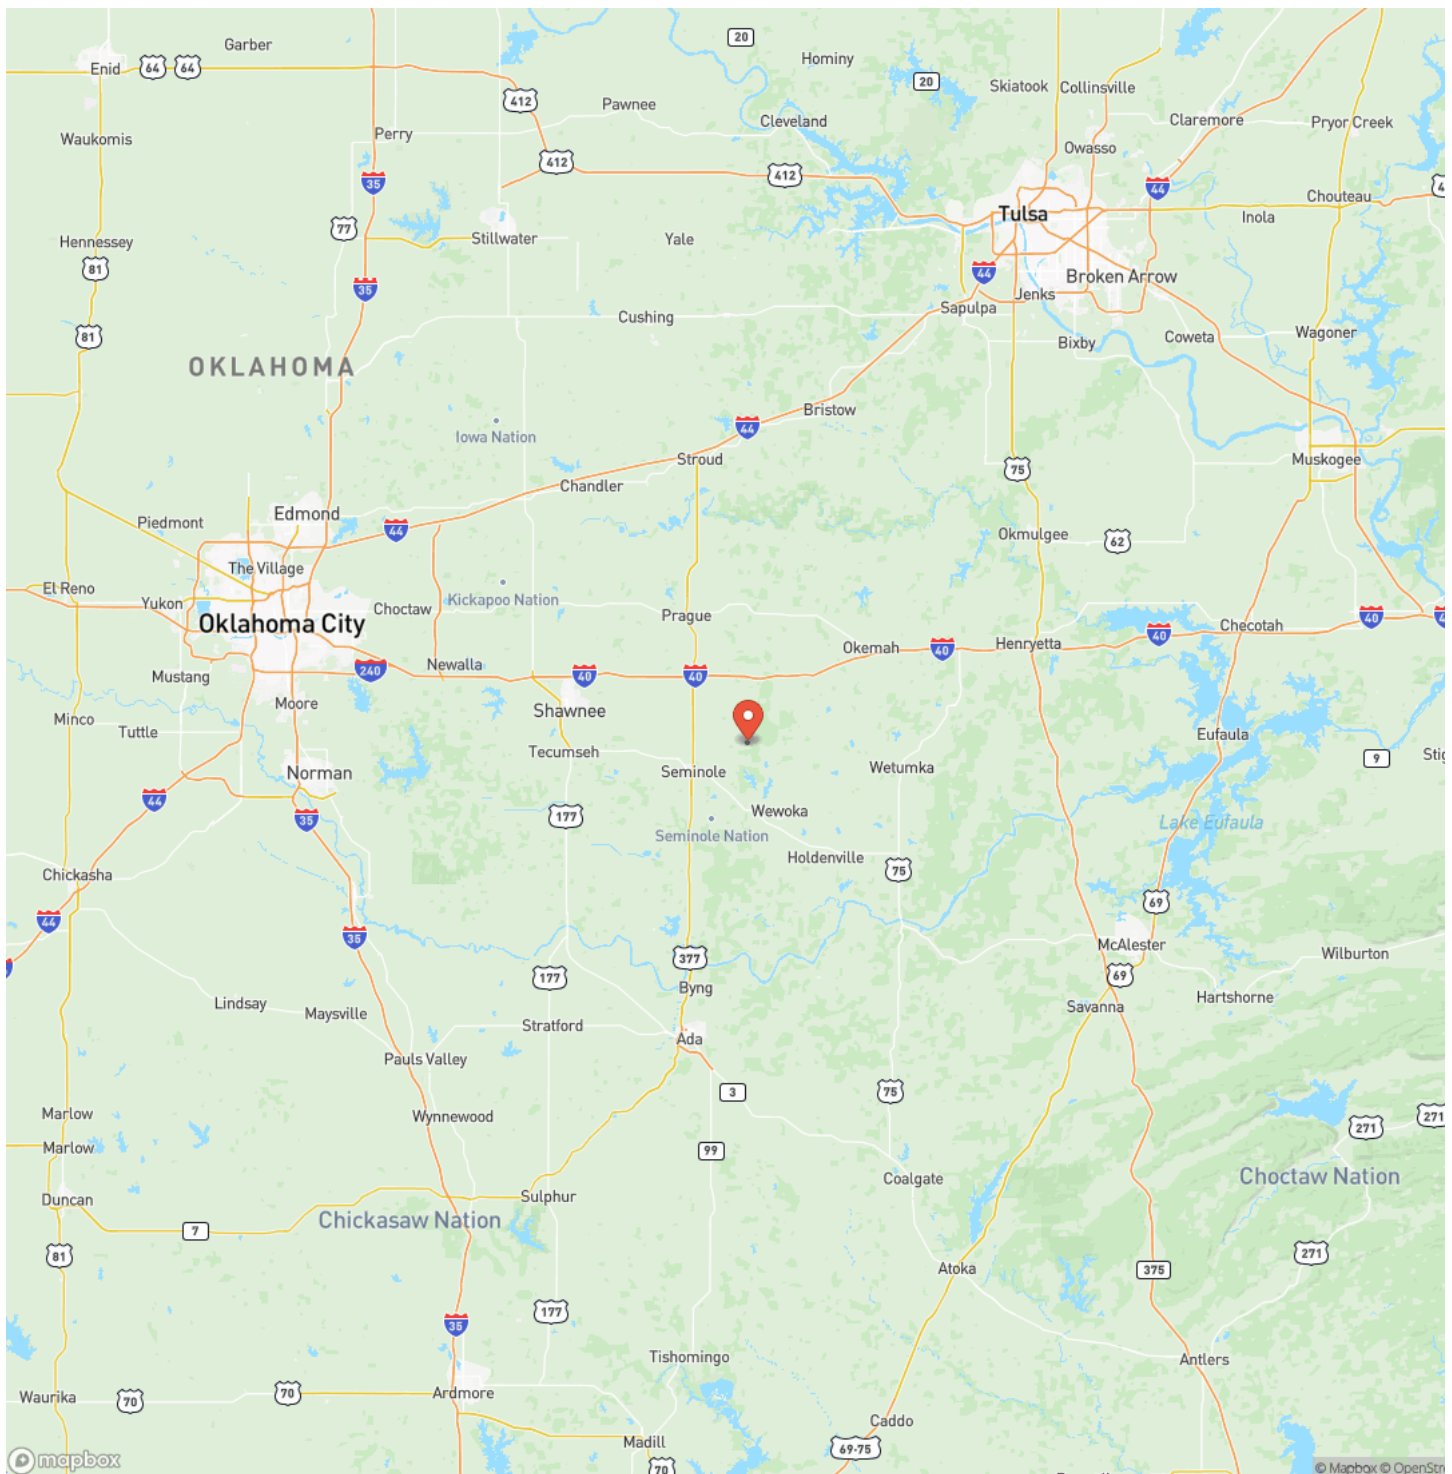 20
Garber
Hominy
Enid
64
64
20
Skiatook
Collinsville
412
Pawnee
Cleveland
Claremore
Pryor Creek
Waukomis
Perry
Owasso
412
412
35
44
Chouteau
77
Tulsa
Inola
Hennessey
Stillwater
Yale
81
44
Broken Arrow
35
Jenks
Sapulpa
Cushing
81
Bixby
Coweta
Wagoner
OKLAHOMA
Bristow
44
Iowa Nation
Stroud
Muskogee
75
Chandler
Edmond
Piedmont
44
Okmulgee
62
The Village
El Reno
Yukon
Kickapoo Nation
Choctaw
Prague
40
Oklahoma City
Checotah
40
Henryetta
Okemah
40
Newalla
240
40
40
Mustang
Moore
Shawnee
Minco
Tuttle
Eufaula
Tecumseh
9
Stig
Norman
Seminole
Wetumka
44
Wewoka
177
35
Seminole Nation
Lake Eufaula
Holdenville
75
Chickasha
69
44
35
McAlester
Wilburton
377
177
69
Byng
Hartshorne
Lindsay
Maysville
Savanna
Stratford
Ada
Pauls Valley
3
75
Marlow
Wynnewood
271
271
Marlow
99
Coalgate
Choctaw Nation
Duncan
Sulphur
Chickasaw Nation
7
81
271
Atoka
375
177
35
Tishomingo
Antlers
Waurika
70
70
Ardmore
Caddo
Madill
69-75
mapbox
70
© Mapbox © OpenStre